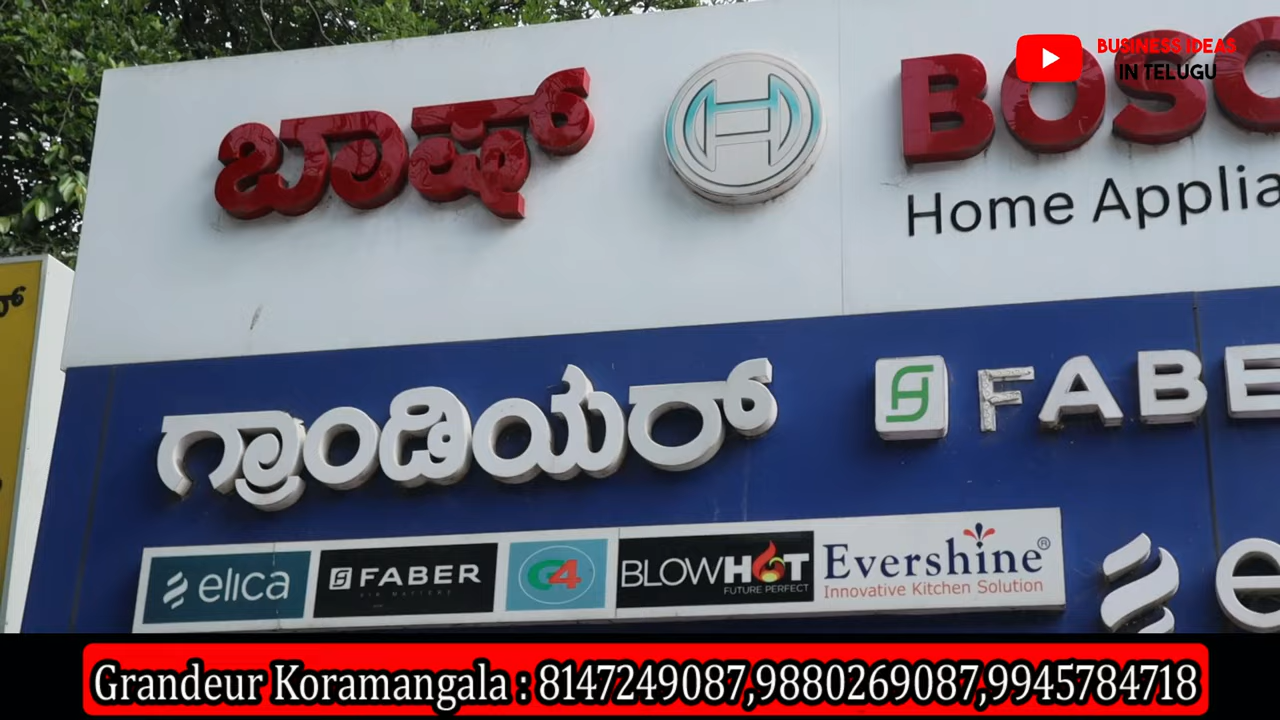 BUSINESS IDEAS
IN TELUGU
ಬಾಷ್
BOSC
Home Applia
ಗ್ರಾಂಡಿಯರ್
FABE
elica
FABER
G4
BLOWHOT
FUTURE PERFECT
Evershine®
Innovative Kitchen Solution
e
Grandeur Koramangala : 8147249087,9880269087,9945784718